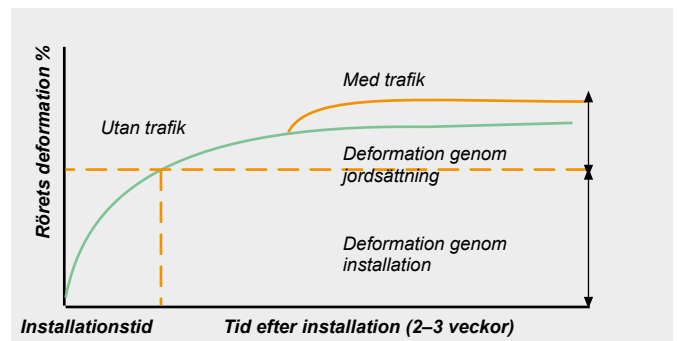 Rörets deformation %
Med trafik
Utan trafik
Deformation genom
jordsättning
Deformation genom
installation
Installationstid
Tid efter installation (2–3 veckor)